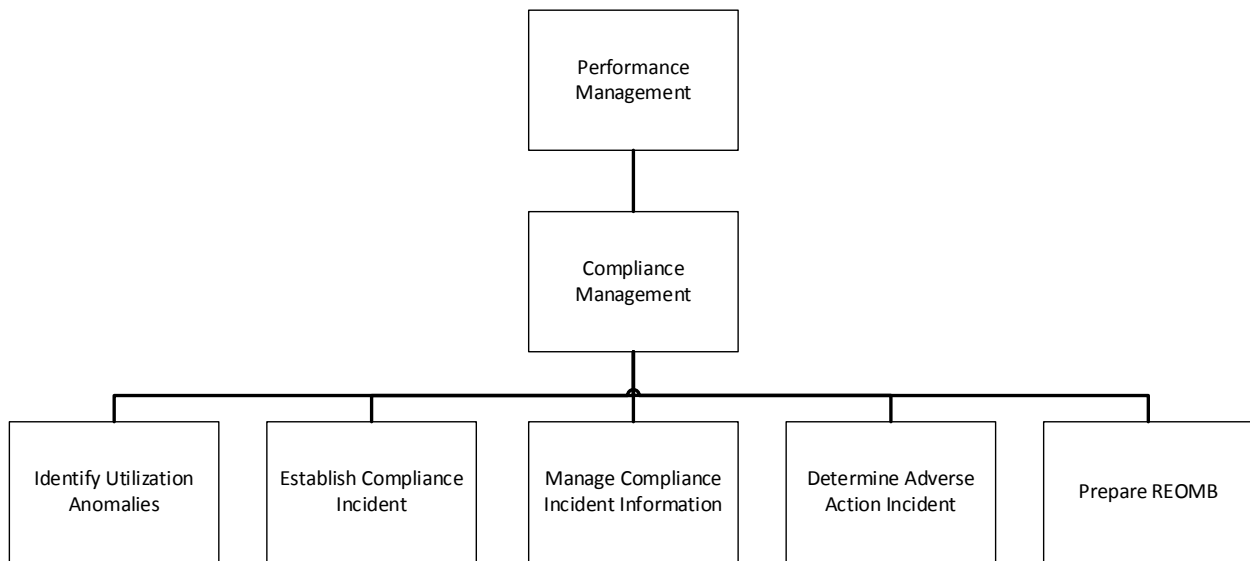 Performance
Management
Compliance
Management
Identify Utilization
Anomalies
Establish Compliance
Incident
Manage Compliance
Incident Information
Determine Adverse
Action Incident
Prepare REOMB